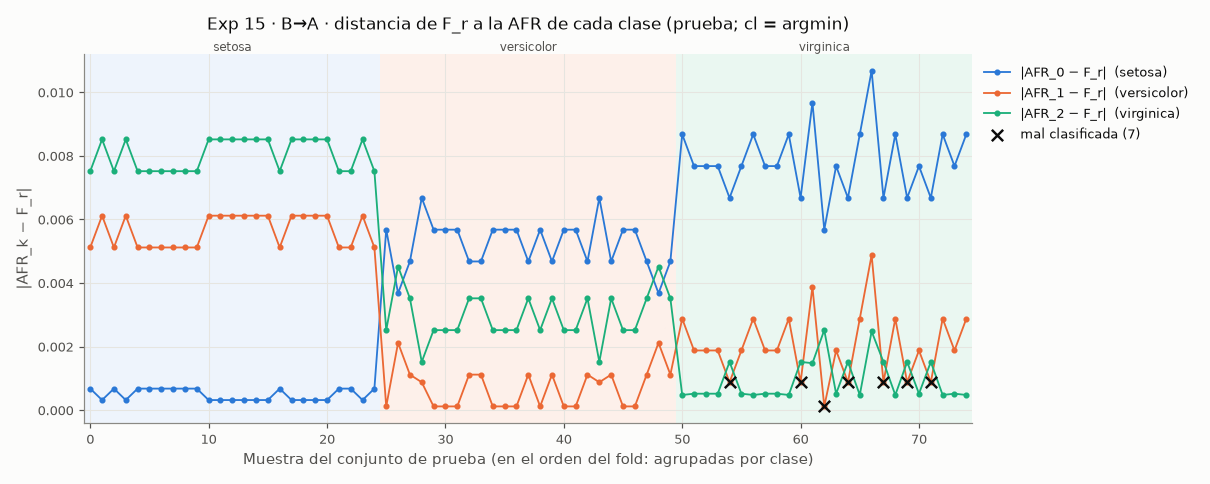 Exp 15 · B→A · distancia de F_r a la AFR de cada clase (prueba; cl = argmin)
setosa
versicolor
virginica
|AFR_0 − F_r| (setosa)
|AFR_1 − F_r| (versicolor)
|AFR_2 − F_r| (virginica)
mal clasificada (7)
|AFR_k − F_r|
0.010
0.008
0.006
0.004
0.002
0.000
0
10
20
30
40
50
60
70
Muestra del conjunto de prueba (en el orden del fold: agrupadas por clase)